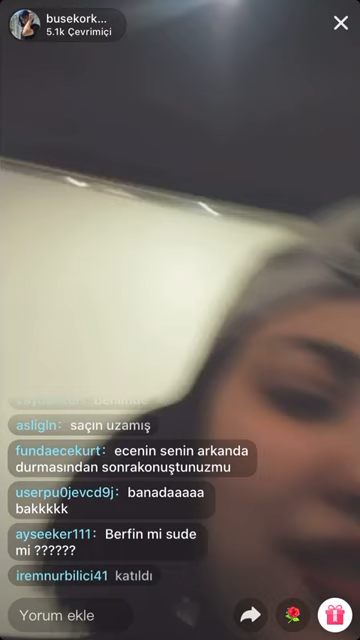 busekork...
5.1k Çevrimiçi
asligln: saçın uzamış
fundaecekurt: ecenin senin arkanda
durmasından sonrakonuştunuzmu
userpu0jevcd9j: banadaaaaa
bakkkkk
ayseeker111: Berfin mi sude
mi ??????
iremnurbilici41 katıldı
Yorum ekle